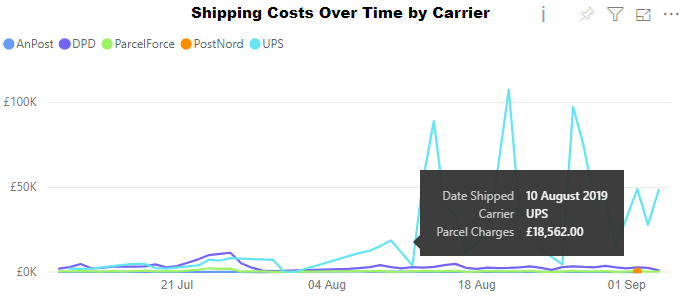 Shipping Costs Over Time by Carrier
AnPost DPD ParcelForce PostNord UPS
£100K
£50K
£0K
Date Shipped 10 August 2019
Carrier UPS
Parcel Charges £18,562.00
21 Jul 04 Aug 18 Aug 01 Sep